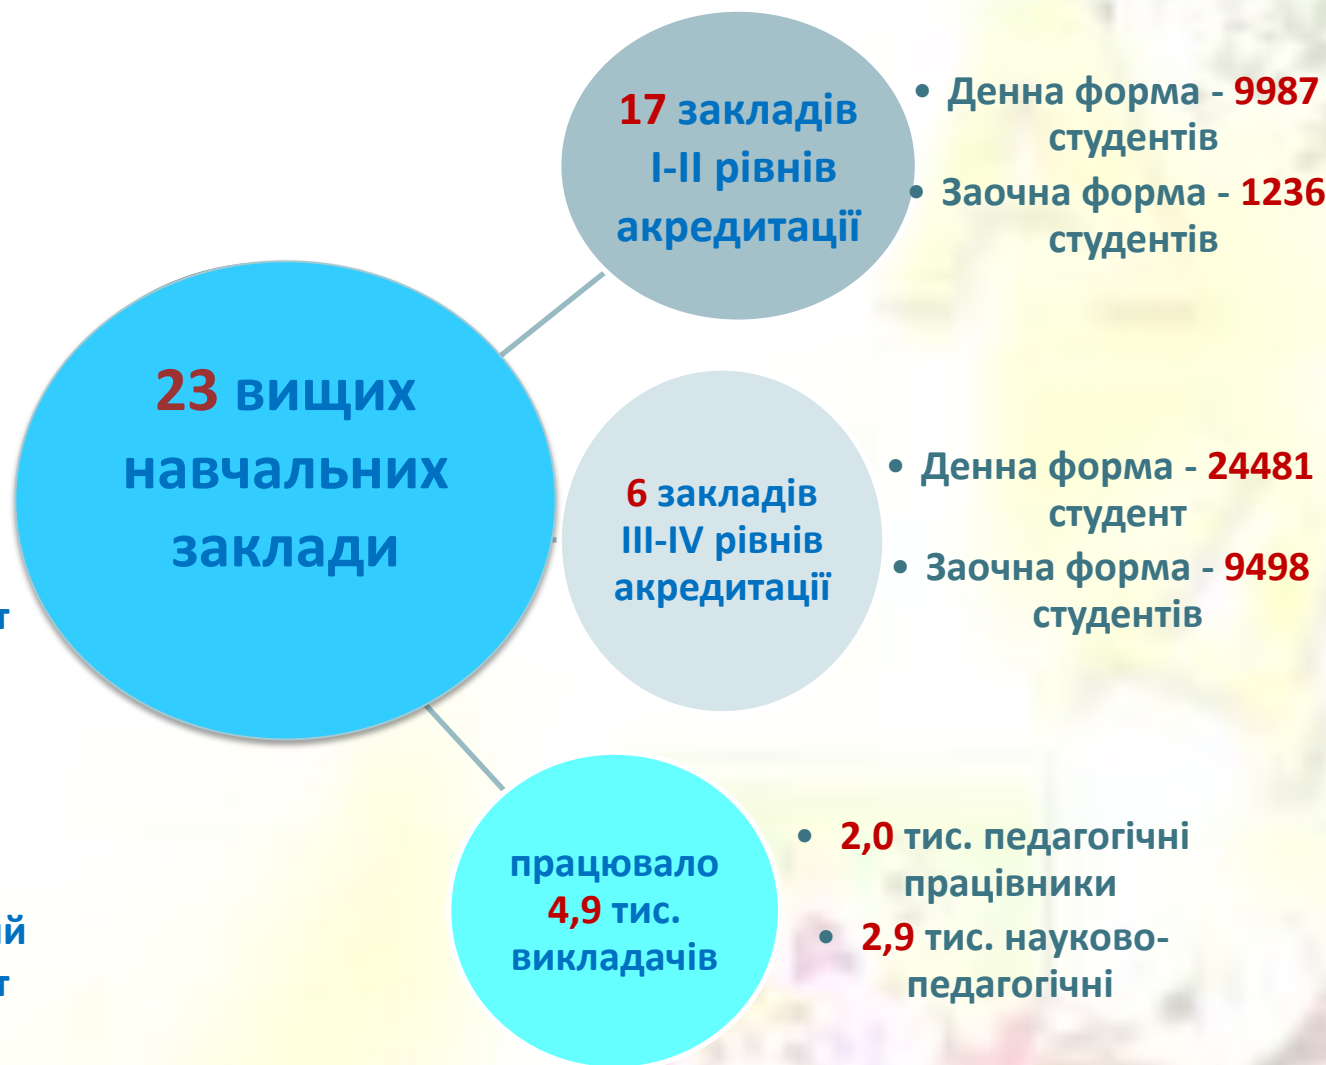 17 закладів
І-ІІ рівнів
акредитації
• Денна форма - 9987
студентів
• Заочна форма - 1236
студентів
23 вищих
навчальних
заклади
6 закладів
ІІІ-IV рівнів
акредитації
• Денна форма - 24481
студент
• Заочна форма - 9498
студентів
працювало
4,9 тис.
викладачів
• 2,0 тис. педагогічні
працівники
• 2,9 тис. науково-
педагогічні